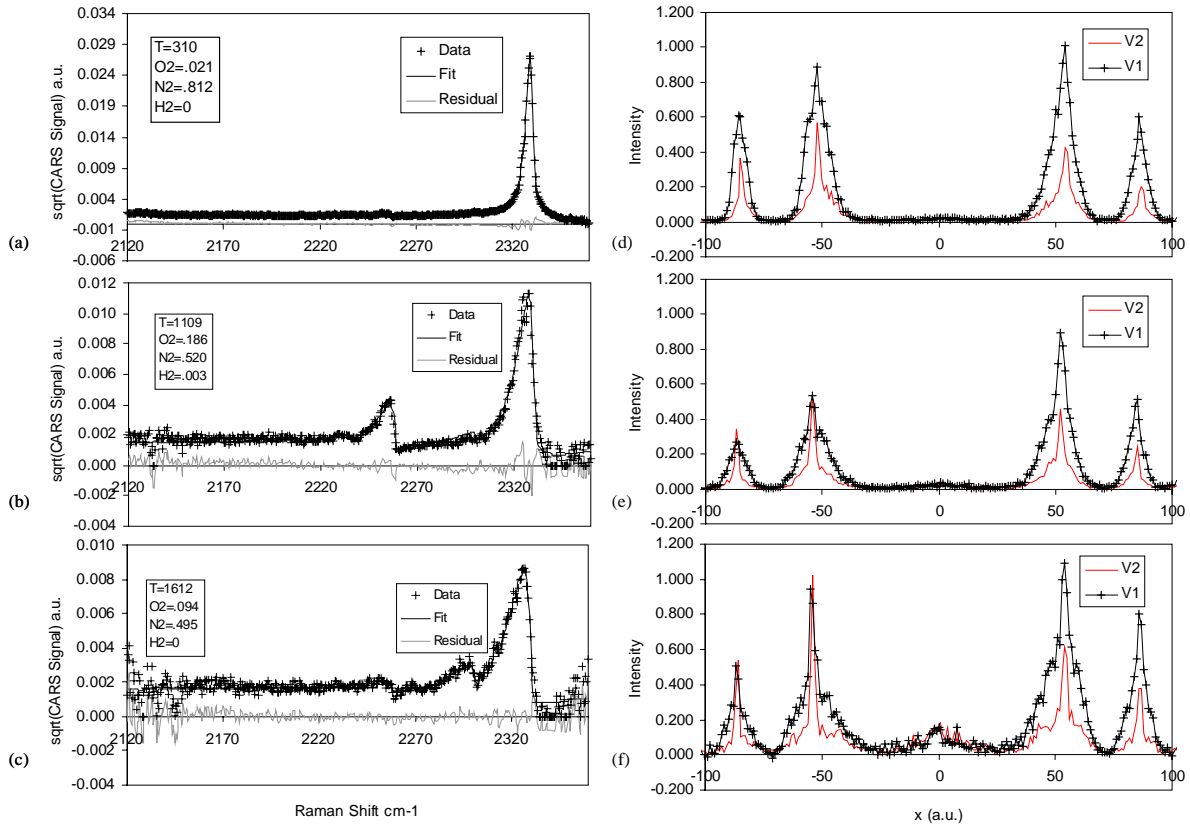 0.034
0.029
0.024
0.019
0.014
0.009
0.004
-0.001
-0.006
sqrt(CARS Signal) a.u.
T=310
O2=.021
N2=.812
H2=0
Data
Fit
Residual
2120
2170
2220
2270
2320
(a)
1.200
1.000
0.800
0.600
0.400
0.200
0.000
-0.200
Intensity
V2
V1
-100
-50
0
50
100
(d)
0.012
0.010
0.008
0.006
0.004
0.002
0.000
-0.002
-0.004
sqrt(CARS Signal) a.u.
T=1109
O2=.186
N2=.520
H2=.003
Data
Fit
Residual
2120
2170
2220
2270
2320
(b)
1.200
1.000
0.800
0.600
0.400
0.200
0.000
-0.200
Intensity
V2
V1
-100
-50
0
50
100
(e)
0.010
0.008
0.006
0.004
0.002
0.000
-0.002
-0.004
sqrt(CARS Signal) a.u.
T=1612
O2=.094
N2=.495
H2=0
Data
Fit
Residual
2120
2170
2220
2270
2320
(c)
Raman Shift cm-1
1.200
1.000
0.800
0.600
0.400
0.200
0.000
-0.200
Intensity
V2
V1
-100
-50
0
50
100
(f)
x (a.u.)